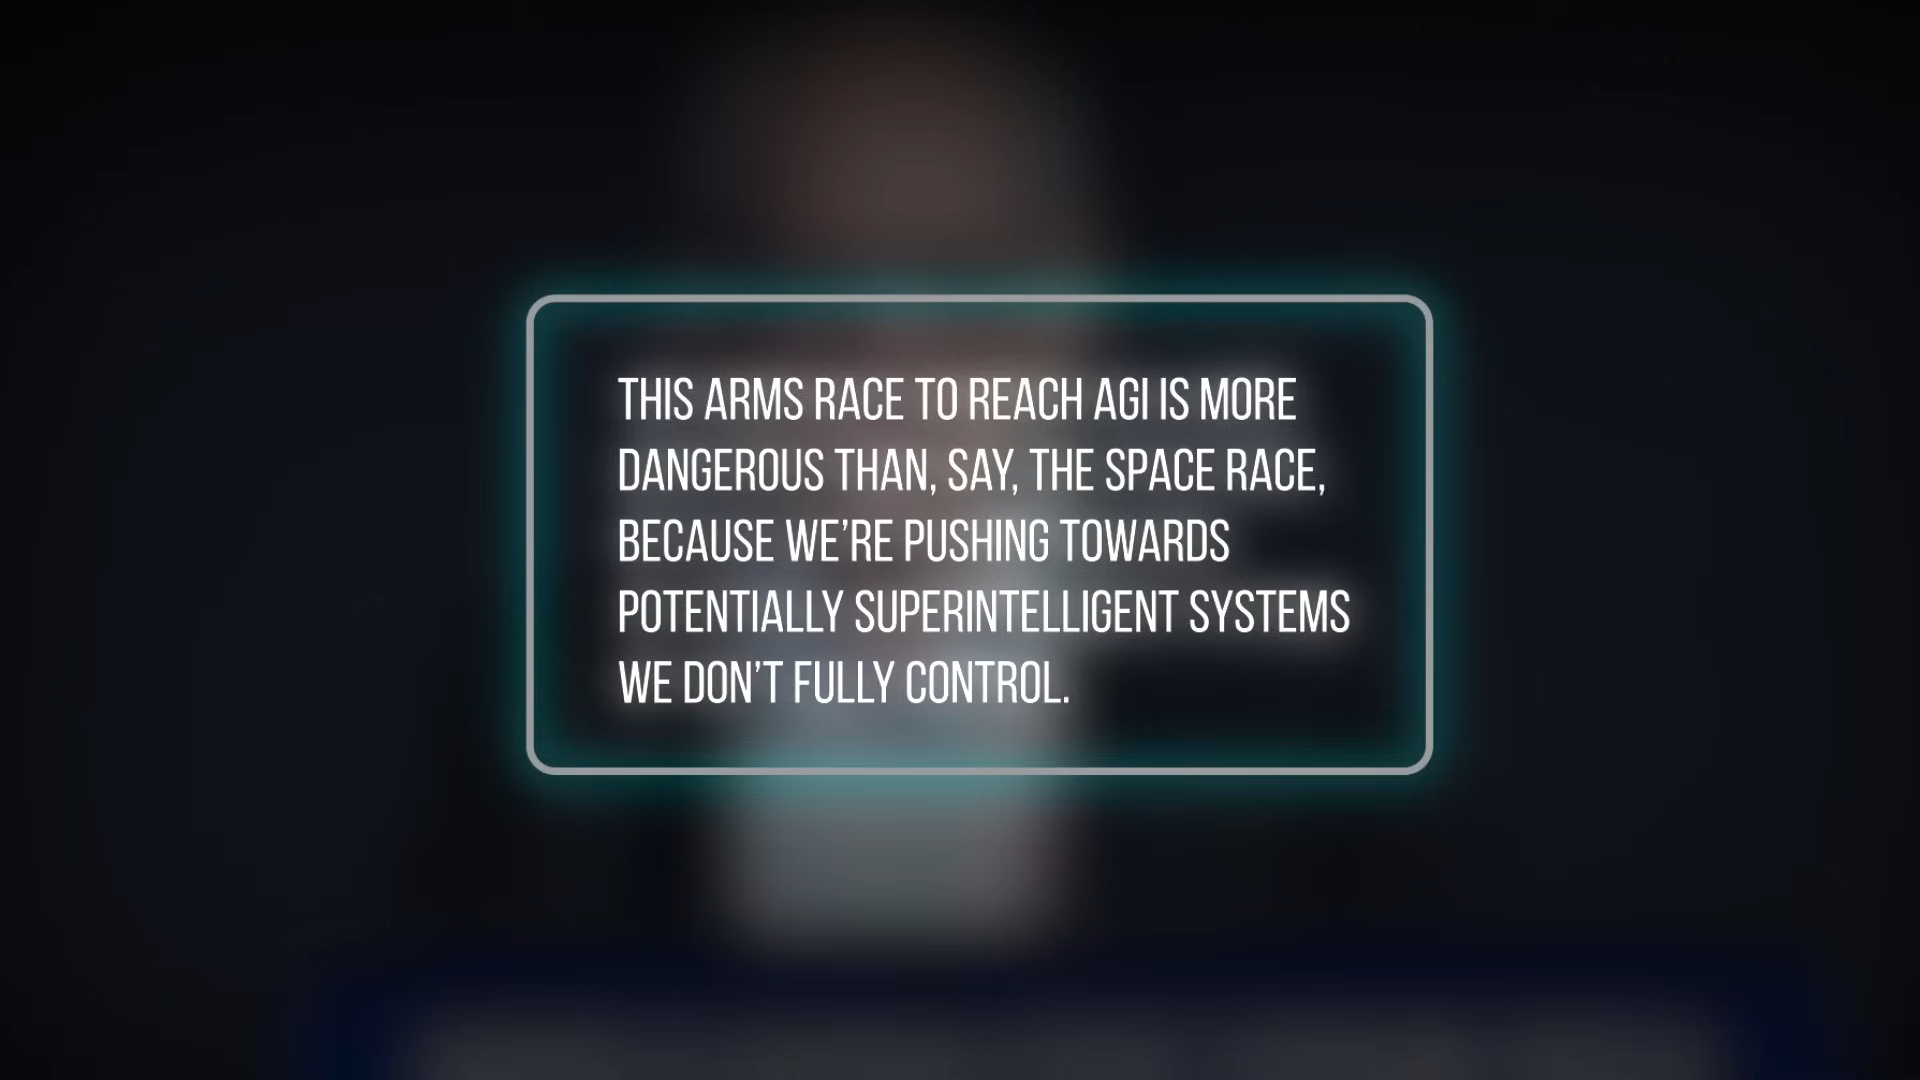 THIS ARMS RACE TO REACH AGI IS MORE
DANGEROUS THAN, SAY, THE SPACE RACE,
BECAUSE WE’RE PUSHING TOWARDS
POTENTIALLY SUPERINTELLIGENT SYSTEMS
WE DON’T FULLY CONTROL.